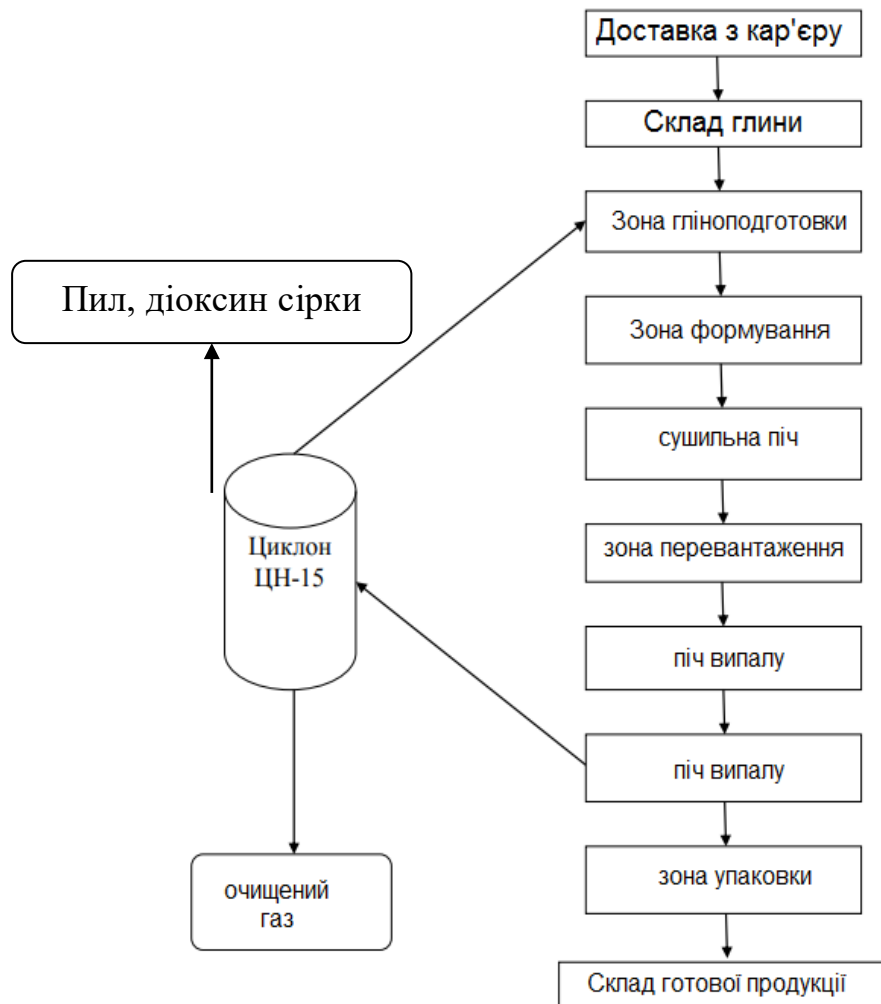 Доставка з кар'єру
Склад глини
Зона гліноподготовки
Пил, діоксин сірки
Зона формування
сушильна піч
Циклон
ЦН-15
зона перевантаження
піч випалу
піч випалу
очищений
газ
зона упаковки
Склад готової продукції